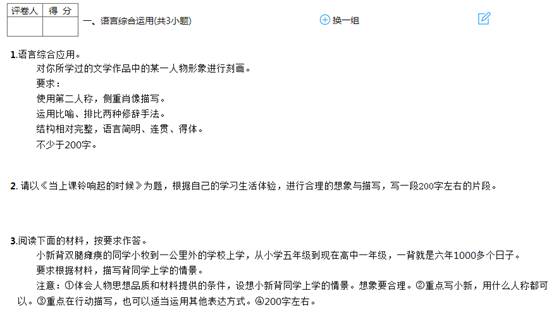 评卷人 得 分
一、语言综合运用(共3小题)
换一组
1.语言综合应用。
对你所学过的文学作品中的某一人物形象进行刻画。
要求：
使用第二人称，侧重肖像描写。
运用比喻、排比两种修辞手法。
结构相对完整，语言简明、连贯、得体。
不少于200字。
2. 请以《当上课铃响起的时候》为题，根据自己的学习生活体验，进行合理的想象与描写，写一段200字左右的片段。
3.阅读下面的材料，按要求作答。
小新背双腿瘫痪的同学小牧到一公里外的学校上学，从小学五年级到现在高中一年级，一背就是六年1000多个日子。
要求根据材料，描写背同学上学的情景。
注意：①体会人物思想品质和材料提供的条件，设想小新背同学上学的情景。想象要合理。②重点写小新，用什么人称都可
以。③重点在行动描写，也可以适当运用其他表达方式。④200字左右。